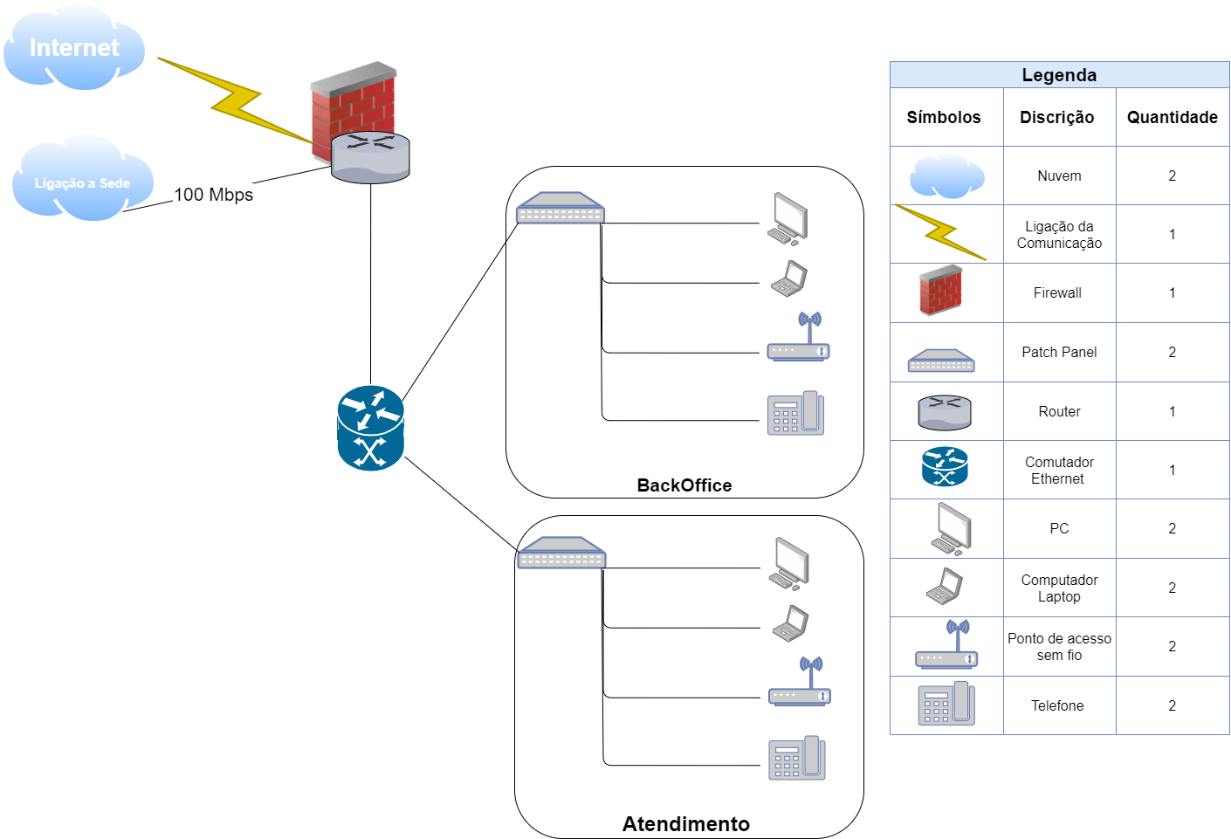 Internet
Ligação a Sede
100 Mbps
BackOffice
Atendimento
Legenda
Símbolos Discrição Quantidade
Nuvem 2
Ligação da
Comunicação 1
Firewall 1
Patch Panel 2
Router 1
Comutador
Ethernet 1
PC 2
Computador
Laptop 2
Ponto de acesso
sem fio 2
Telefone 2